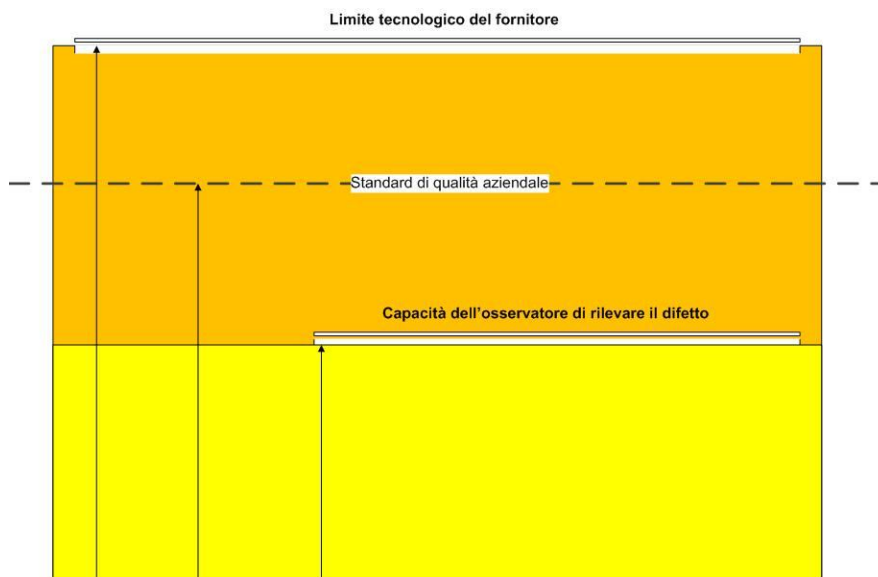 Limite tecnologico del fornitore
Standard di qualità aziendale
Capacità dell'osservatore di rilevare il difetto